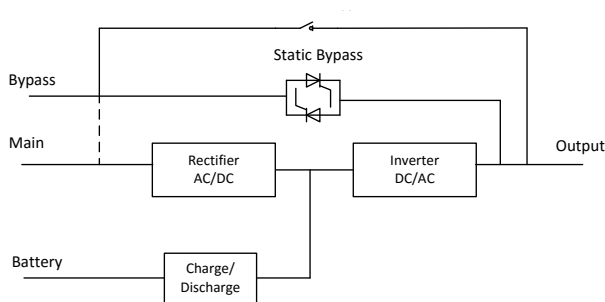 Static Bypass
Bypass
Main
Rectifier
AC/DC
Inverter
DC/AC
Output
Battery
Charge/
Discharge